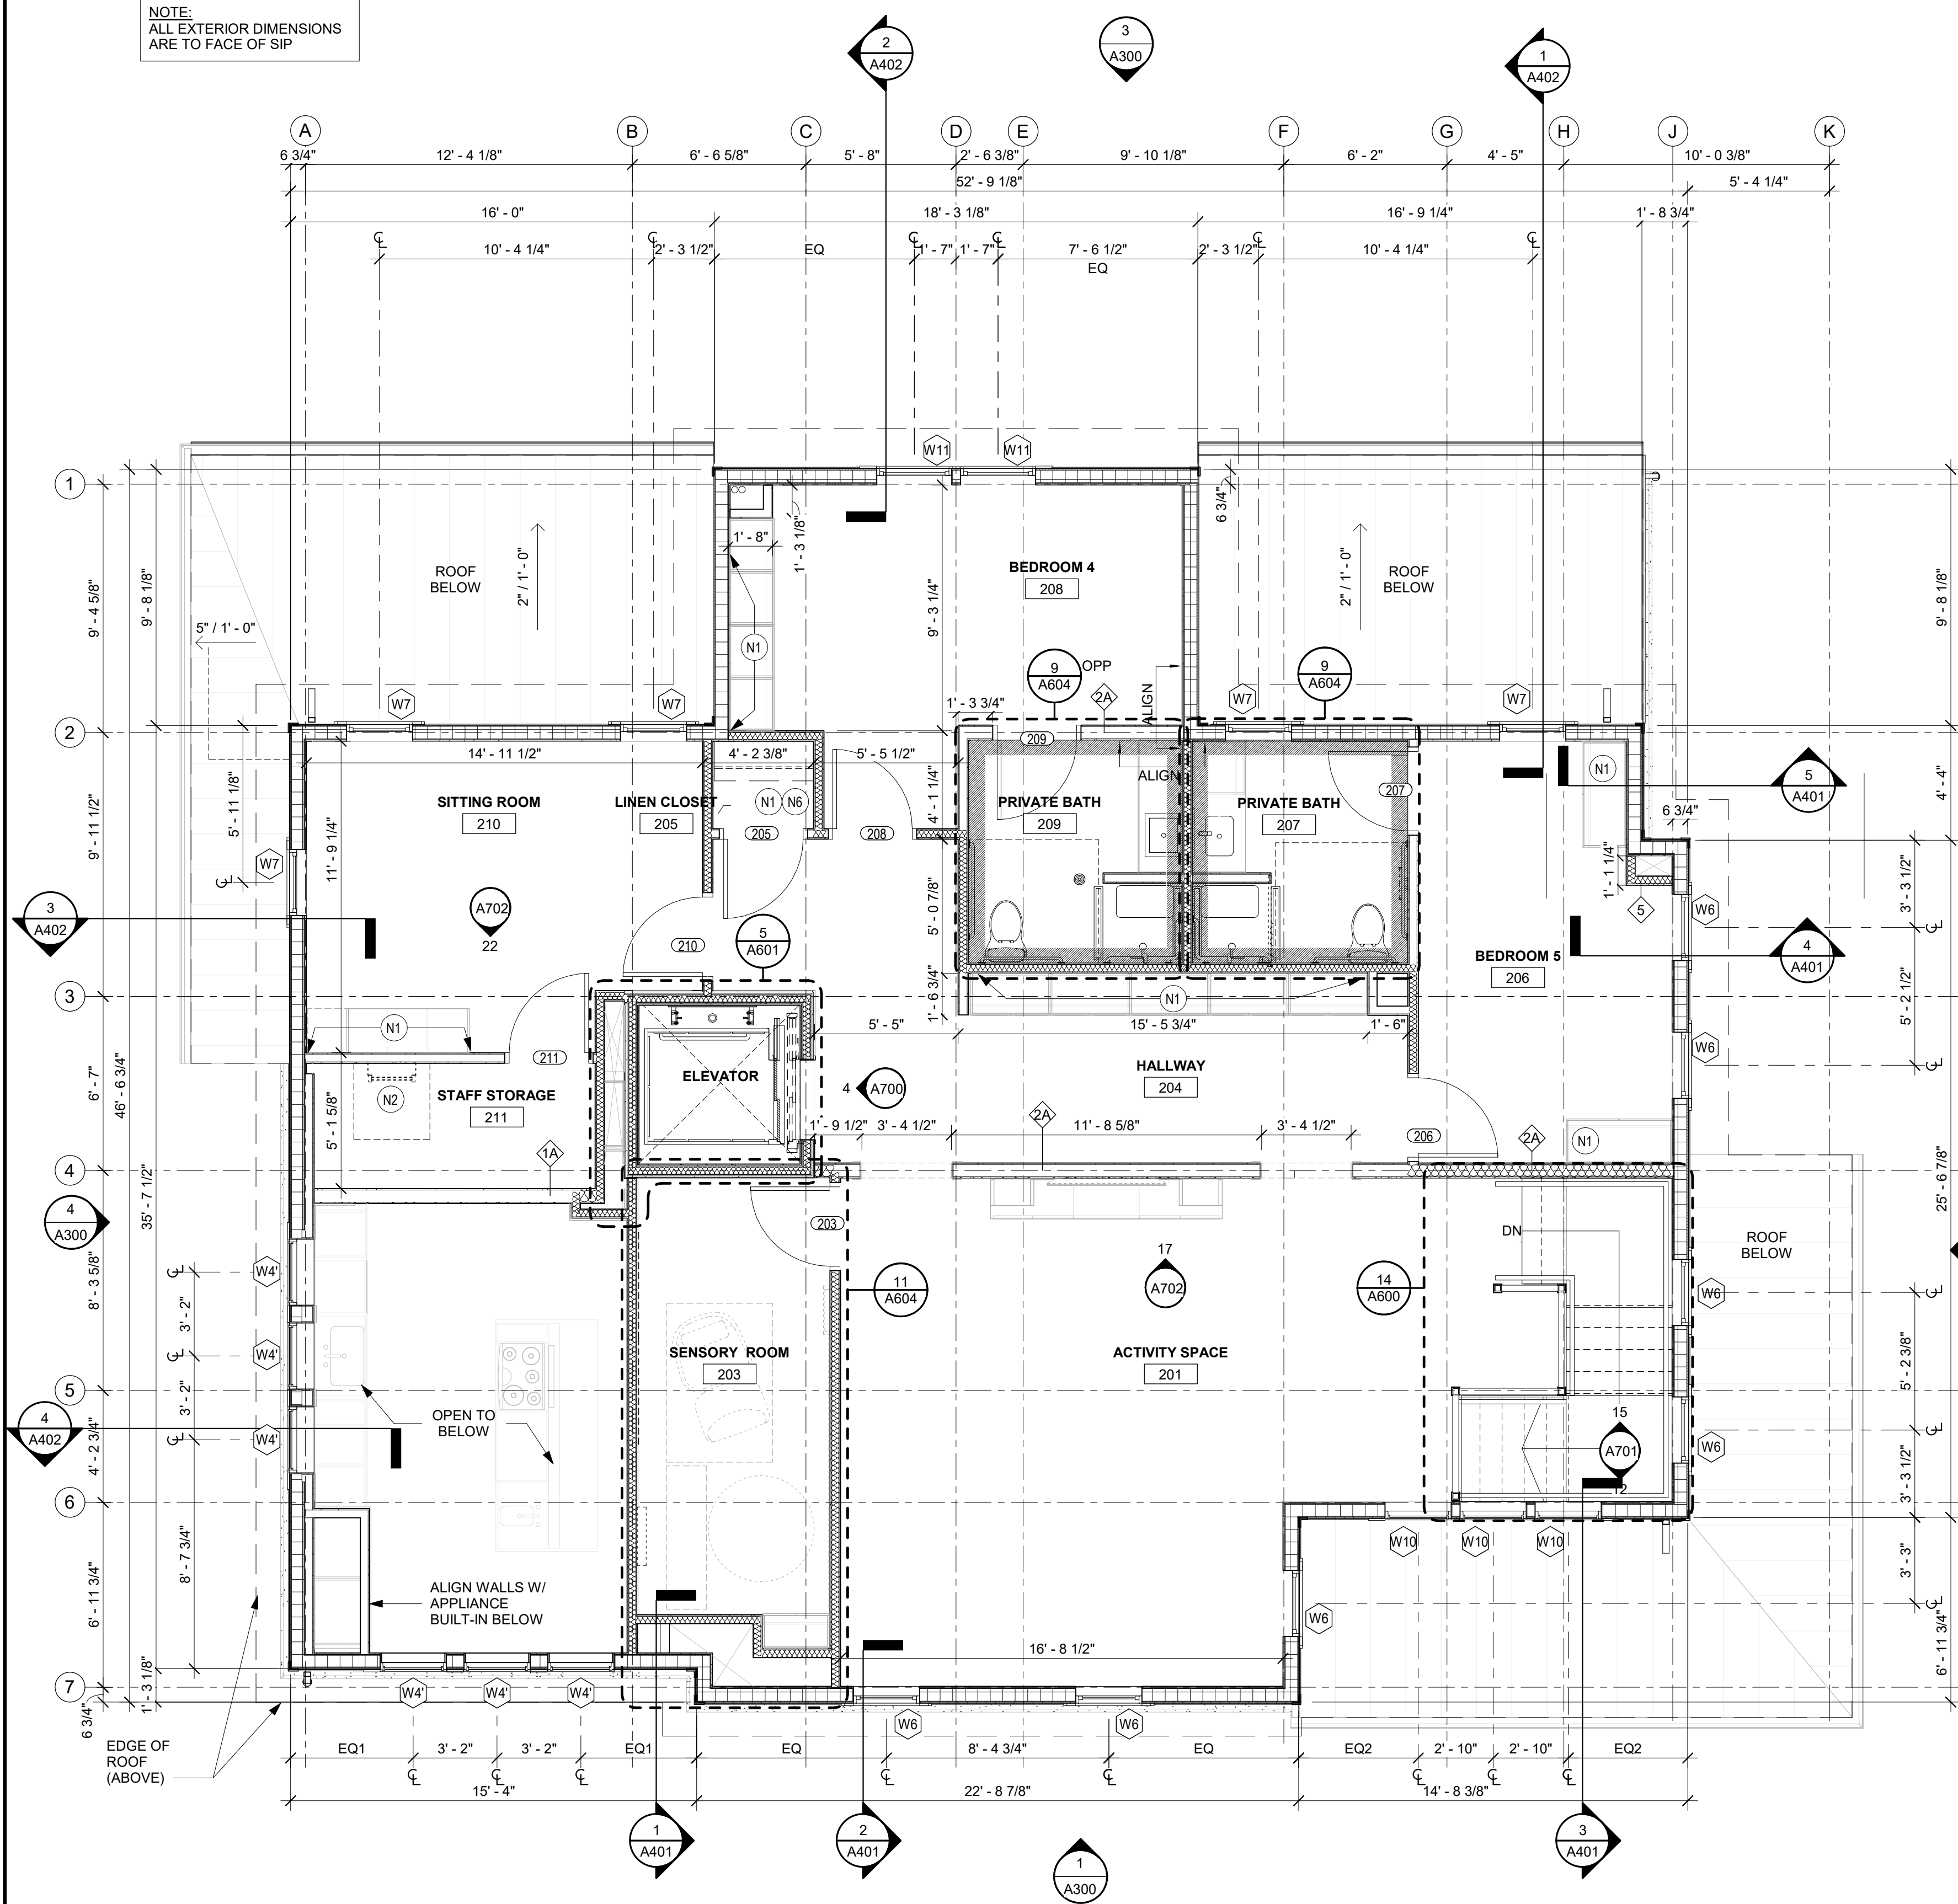 NOTE:
ALL EXTERIOR DIMENSIONS
ARE TO FACE OF SIP
2
A402
3
A300
1
A402
A
B
C
D
E
F
G
H
J
K
6 3/4"
12' - 4 1/8"
6' - 6 5/8"
5' - 8"
2' - 6 3/8"
9' - 10 1/8"
6' - 2"
4' - 5"
10' - 0 3/8"
52' - 9 1/8"
5' - 4 1/4"
16' - 0"
18' - 3 1/8"
16' - 9 1/4"
1' - 8 3/4"
10' - 4 1/4"
2' - 3 1/2"
EQ
1' - 7"
1' - 7"
7' - 6 1/2"
EQ
2' - 3 1/2"
10' - 4 1/4"
W11
W11
1
6 3/4"
1' - 8"
1' - 3 1/8"
9' - 4 5/8"
9' - 8 1/8"
ROOF
BELOW
2" / 1' - 0"
5" / 1' - 0"
N1
9' - 3 1/4"
BEDROOM 4
208
2" / 1' - 0"
ROOF
BELOW
9' - 8 1/8"
9
A604
OPP
ALIGN
9
A604
1' - 3 3/4"
2A
W7
W7
W7
W7
2
209
14' - 11 1/2"
4' - 2 3/8"
5' - 5 1/2"
ALIGN
N1
5
A401
4' - 4"
5' - 11 1/8"
9' - 11 1/2"
11' - 9 1/4"
SITTING ROOM
210
LINEN CLOSET
205
N1
N6
205
208
4' - 1 1/4"
PRIVATE BATH
209
PRIVATE BATH
207
207
6 3/4"
1' - 1 1/4"
W7
5
W6
3' - 3 1/2"
3
A402
A702
22
210
5
A601
5' - 0 7/8"
BEDROOM 5
206
4
A401
3
1' - 6 3/4"
N1
5' - 2 1/2"
N1
5' - 5"
15' - 5 3/4"
1' - 6"
W6
211
N2
STAFF STORAGE
211
ELEVATOR
4
A700
HALLWAY
204
6' - 7"
46' - 6 3/4"
5' - 1 5/8"
1A
1' - 9 1/2"
3' - 4 1/2"
2A
11' - 8 5/8"
3' - 4 1/2"
206
2A
N1
4
35' - 7 1/2"
25' - 6 7/8"
4
A300
203
17
A702
DN
ROOF
BELOW
W4'
8' - 3 5/8"
3' - 2"
11
A604
14
A600
W6
W4'
SENSORY ROOM
203
ACTIVITY SPACE
201
5' - 2 3/8"
5
3' - 2"
OPEN TO
BELOW
4
A402
W4'
4' - 2 3/4"
15
A701
12
W6
3' - 3 1/2"
6
8' - 7 3/4"
W10
W10
W10
3' - 3"
ALIGN WALLS W/
APPLIANCE
BUILT-IN BELOW
W6
6' - 11 3/4"
16' - 8 1/2"
6' - 11 3/4"
1' - 3 1/8"
7
6 3/4"
W4'
W4'
W4'
W6
W6
EDGE OF
ROOF
(ABOVE)
EQ1
3' - 2"
3' - 2"
EQ1
EQ
8' - 4 3/4"
EQ
EQ2
2' - 10"
2' - 10"
EQ2
15' - 4"
22' - 8 7/8"
14' - 8 3/8"
1
A401
2
A401
1
A300
3
A401